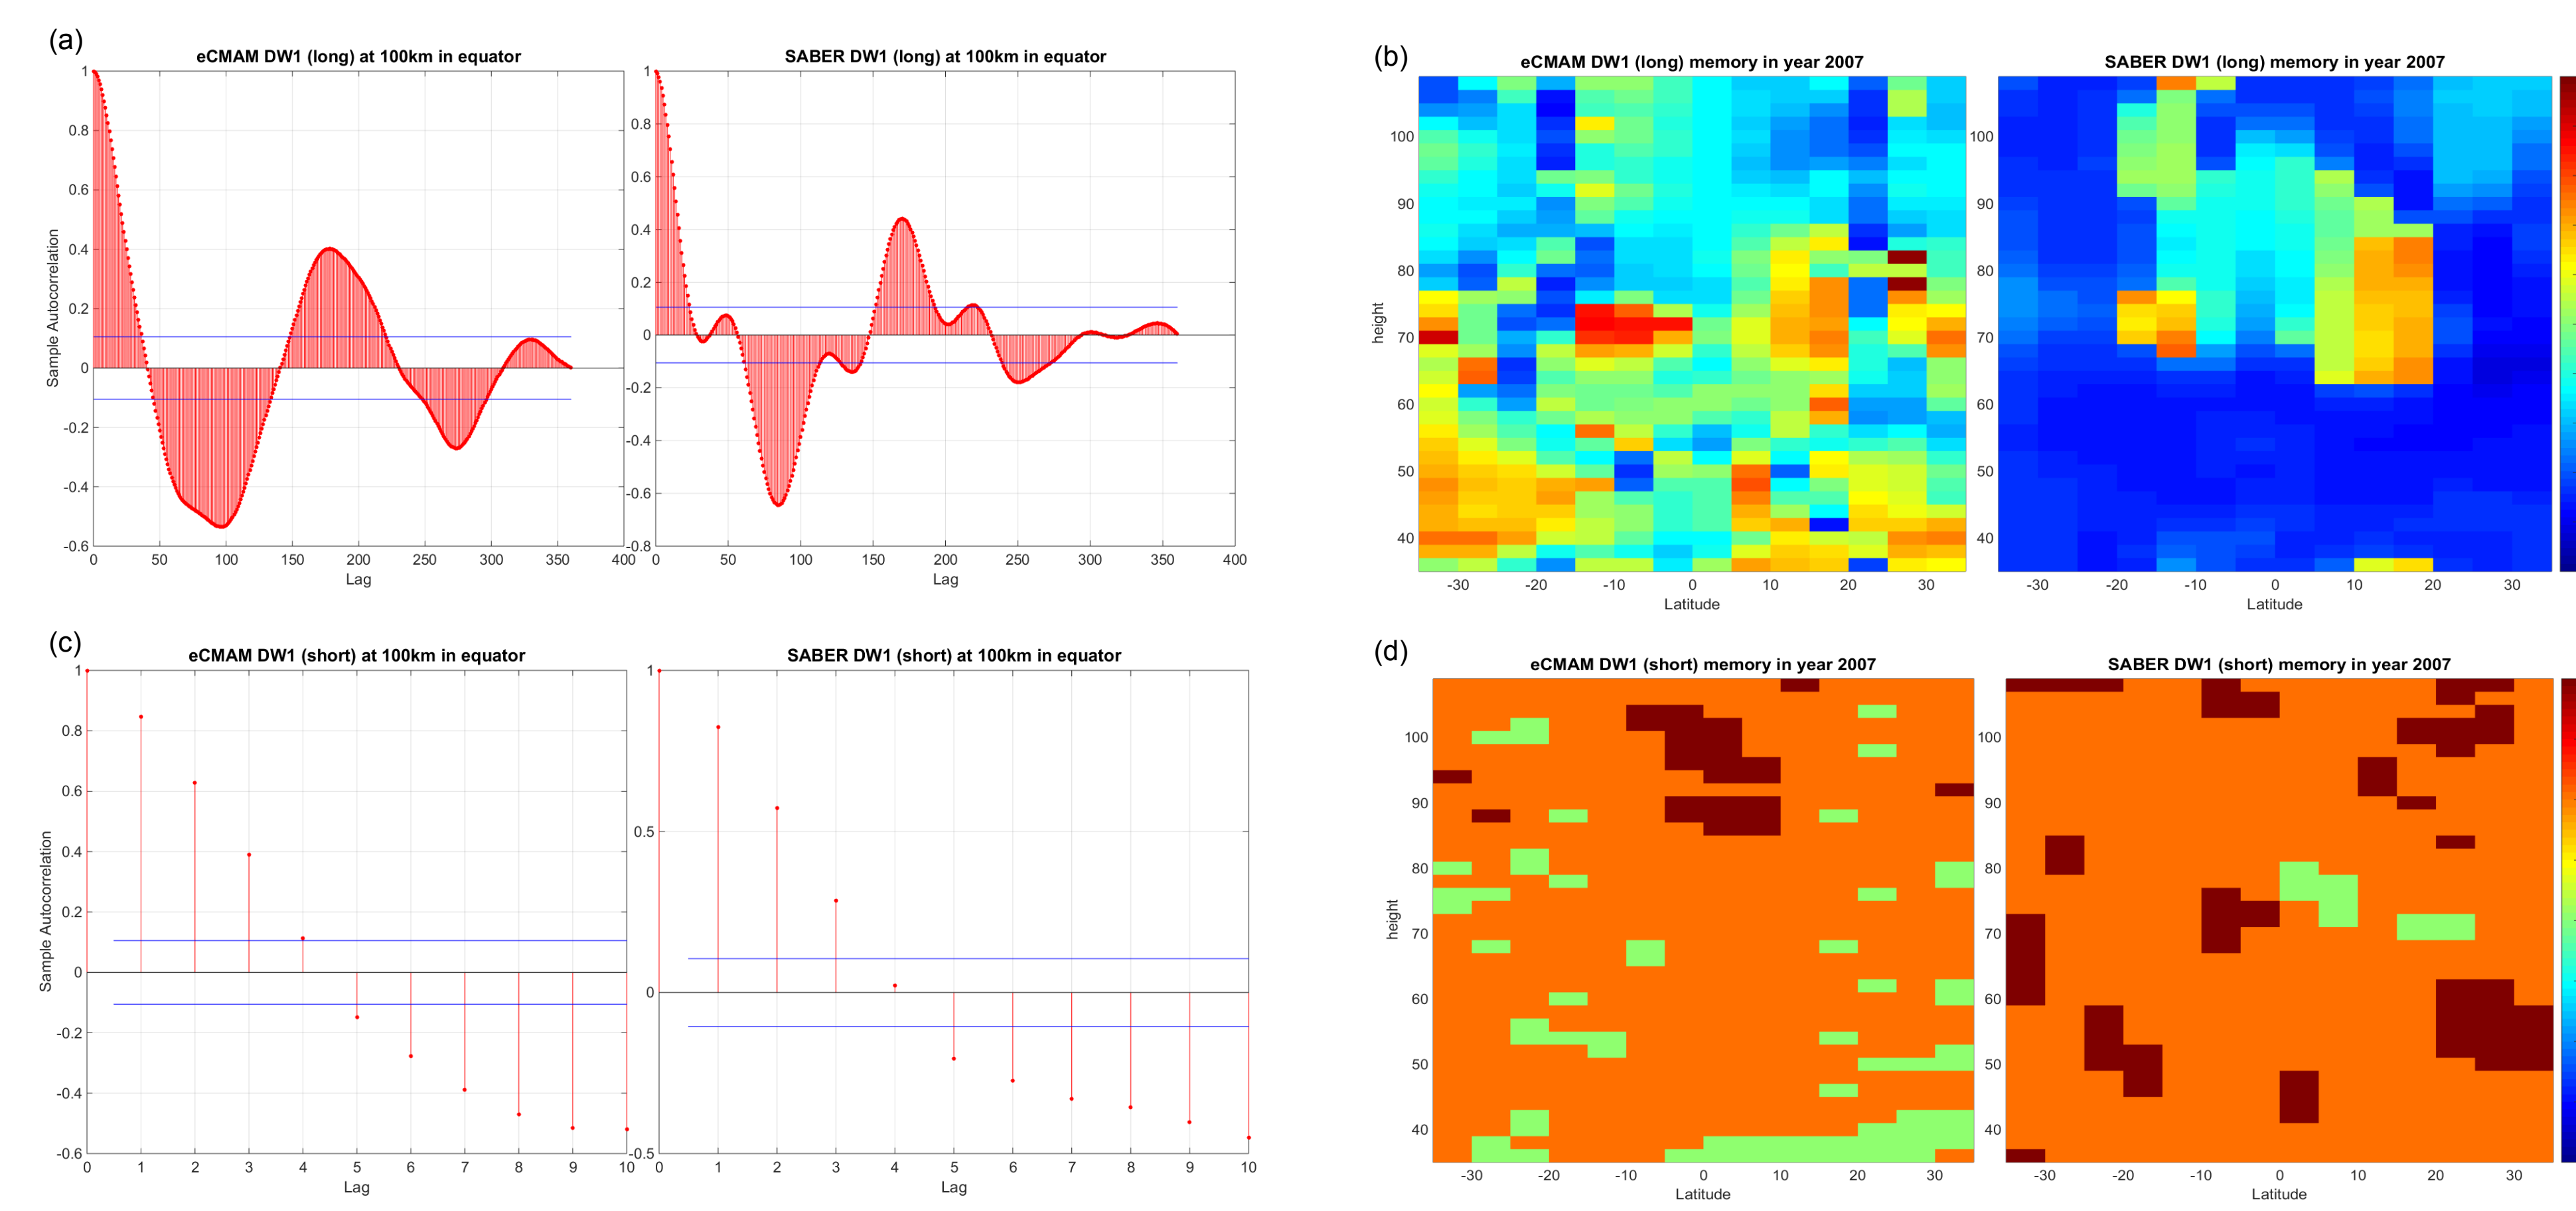 (a)
eCMAM DW1 (long) at 100km in equator
1
0.8
0.6
0.4
0.2
0
-0.2
-0.4
-0.6
Sample Autocorrelation
0 50 100 150 200 250 300 350 400
Lag
SABER DW1 (long) at 100km in equator
1
0.8
0.6
0.4
0.2
0
-0.2
-0.4
-0.6
-0.8
0 50 100 150 200 250 300 350 400
Lag
(b)
eCMAM DW1 (long) memory in year 2007
100
90
80
70
60
50
40
height
-30 -20 -10 0 10 20 30
Latitude
SABER DW1 (long) memory in year 2007
100
90
80
70
60
50
40
-30 -20 -10 0 10 20 30
Latitude
(c)
eCMAM DW1 (short) at 100km in equator
1
0.8
0.6
0.4
0.2
0
-0.2
-0.4
-0.6
Sample Autocorrelation
0 1 2 3 4 5 6 7 8 9 10
Lag
SABER DW1 (short) at 100km in equator
1
0.5
0
-0.5
0 1 2 3 4 5 6 7 8 9 10
Lag
(d)
eCMAM DW1 (short) memory in year 2007
100
90
80
70
60
50
40
height
-30 -20 -10 0 10 20 30
Latitude
SABER DW1 (short) memory in year 2007
100
90
80
70
60
50
40
-30 -20 -10 0 10 20 30
Latitude